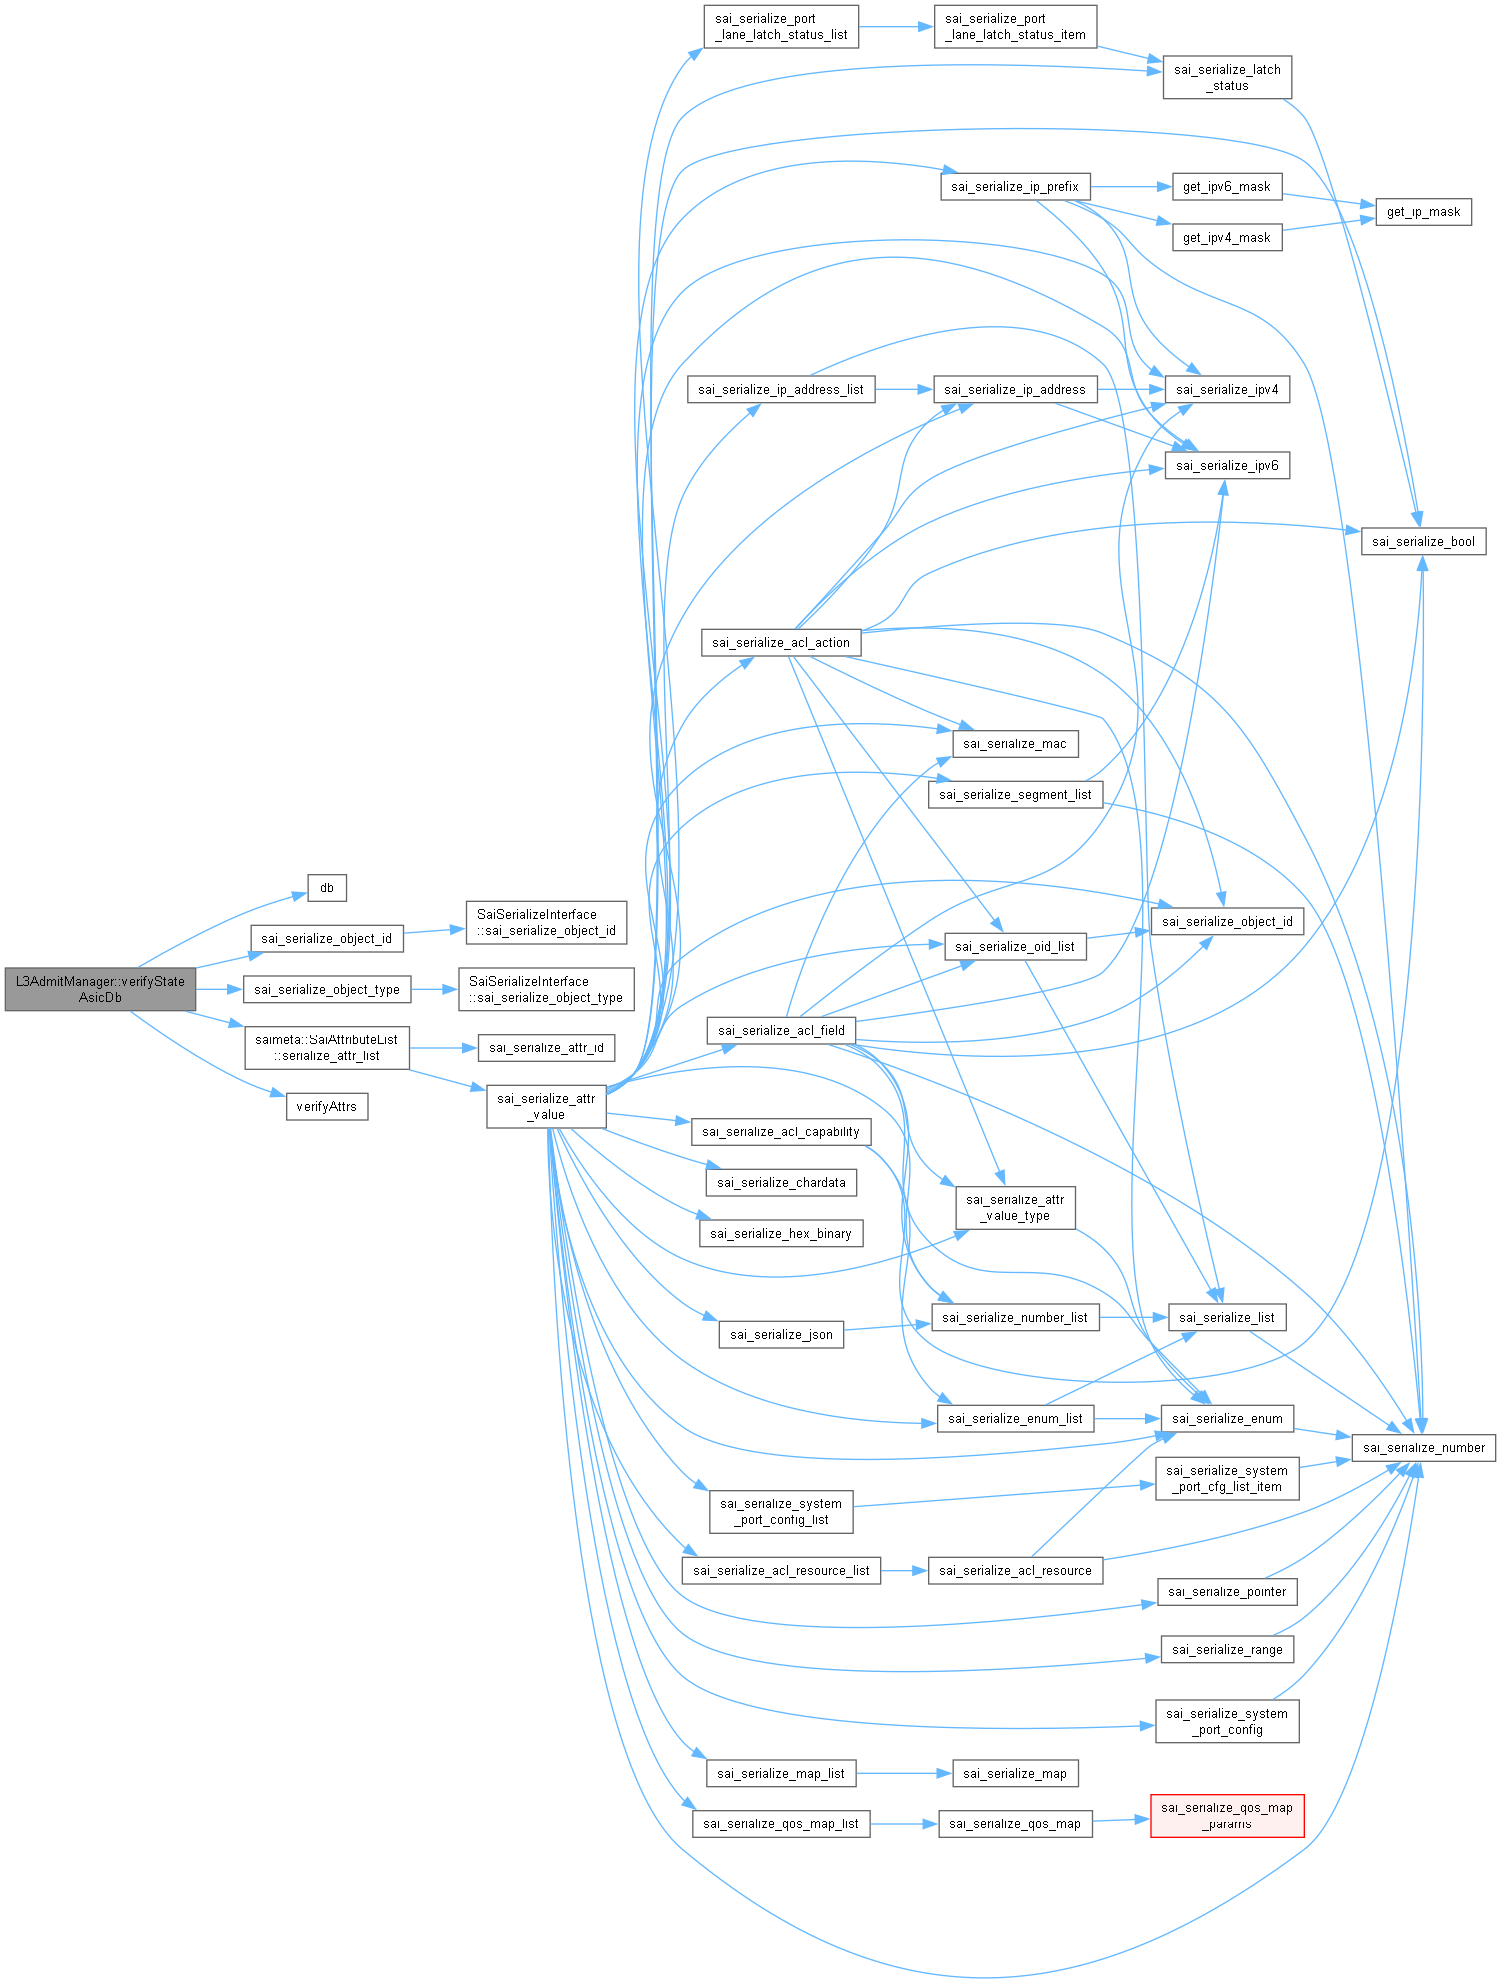 sai_serialize_port
_lane_latch_status_list
sai_serialize_port
_lane_latch_status_item
sai_serialize_latch
_status
sai_serialize_ip_prefix
get_ipv6_mask
get_ip_mask
get_ipv4_mask
sai_serialize_ip_address_list
sai_serialize_ip_address
sai_serialize_ipv4
sai_serialize_ipv6
sai_serialize_bool
sai_serialize_acl_action
sai_serialize_mac
sai_serialize_segment_list
db
SaiSerializeInterface
::sai_serialize_object_id
sai_serialize_object_id
sai_serialize_object_id
sai_serialize_oid_list
L3AdmitManager::verifyState
AsicDb
sai_serialize_object_type
SaiSerializeInterface
::sai_serialize_object_type
saimeta::SaiAttributeList
::serialize_attr_list
sai_serialize_attr_id
sai_serialize_acl_field
verifyAttrs
sai_serialize_attr
_value
sai_serialize_acl_capability
sai_serialize_chardata
sai_serialize_attr
_value_type
sai_serialize_hex_binary
sai_serialize_number_list
sai_serialize_list
sai_serialize_json
sai_serialize_enum_list
sai_serialize_enum
sai_serialize_number
sai_serialize_system
_port_cfg_list_item
sai_serialize_system
_port_config_list
sai_serialize_acl_resource_list
sai_serialize_acl_resource
sai_serialize_pointer
sai_serialize_range
sai_serialize_system
_port_config
sai_serialize_map_list
sai_serialize_map
sai_serialize_qos_map_list
sai_serialize_qos_map
sai_serialize_qos_map
_params